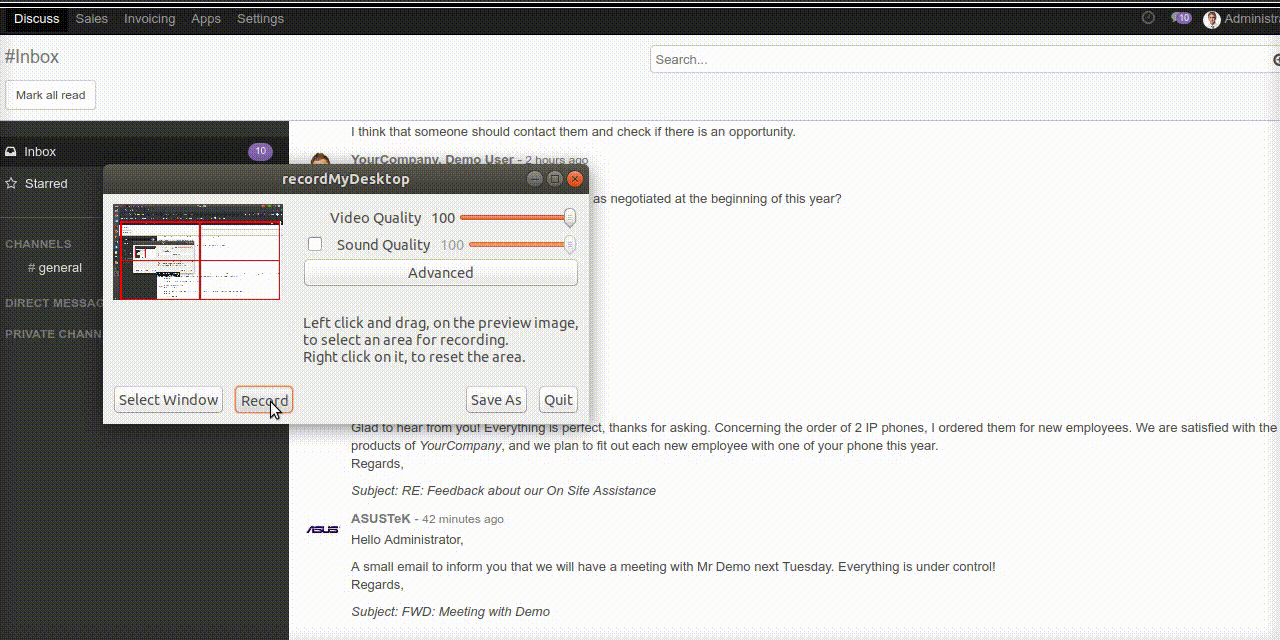 Discuss Sales Invoicing Apps Settings 10 Administr
#Inbox
Search...
Mark all read
Inbox 10
Starred
CHANNELS
# general
DIRECT MESSAG
PRIVATE CHANN
I think that someone should contact them and check if there is an opportunity.
YourCompany, Demo User - 2 hours ago
as negotiated at the beginning of this year?
recordMyDesktop
Video Quality 100
Sound Quality 100
Advanced
Left click and drag, on the preview image,
to select an area for recording.
Right click on it, to reset the area.
Select Window Record Save As Quit
Glad to hear from you! Everything is perfect, thanks for asking. Concerning the order of 2 IP phones, I ordered them for new employees. We are satisfied with the
products of YourCompany, and we plan to fit out each new employee with one of your phone this year.
Regards,
Subject: RE: Feedback about our On Site Assistance
ASUS
ASUSTeK - 42 minutes ago
Hello Administrator,
A small email to inform you that we will have a meeting with Mr Demo next Tuesday. Everything is under control!
Regards,
Subject: FWD: Meeting with Demo